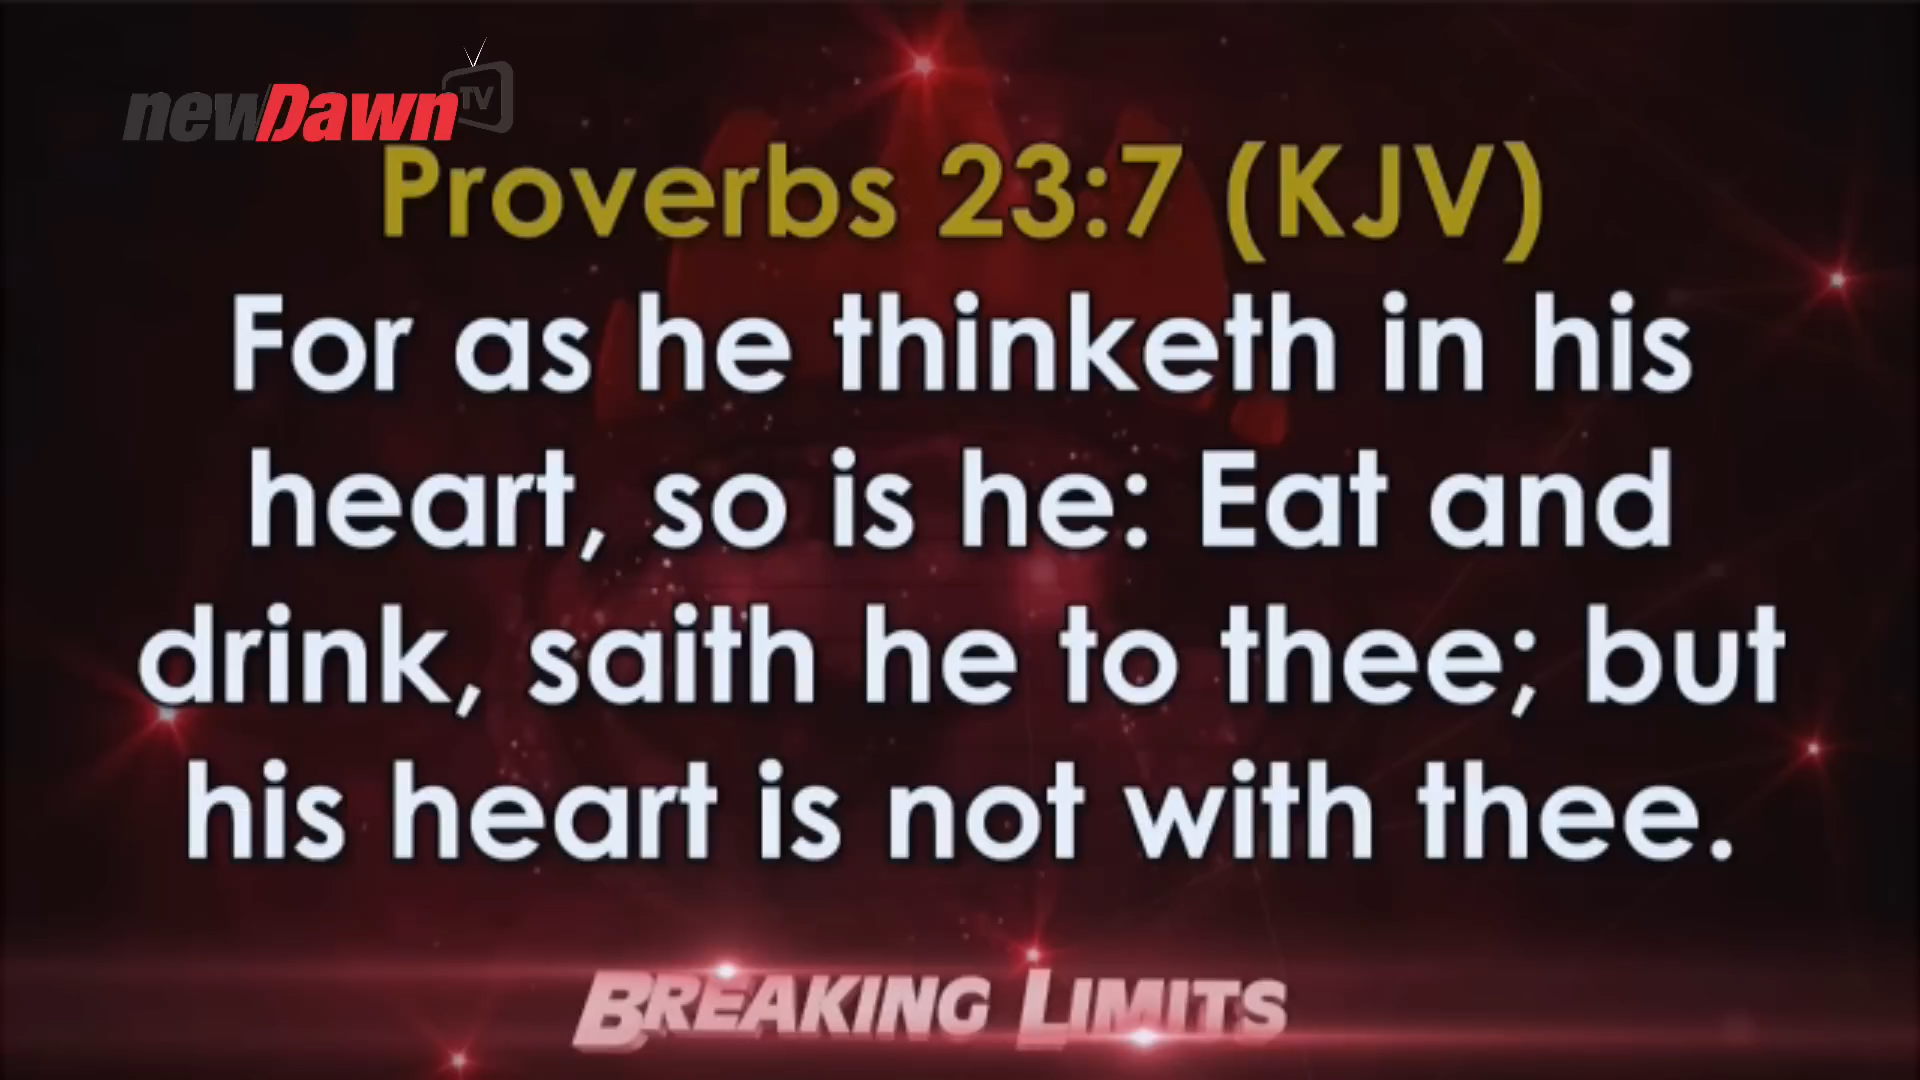 newDawn TV
Proverbs 23:7 (KJV)
For as he thinketh in his
heart, so is he: Eat and
drink, saith he to thee; but
his heart is not with thee.
BREAKING LIMITS